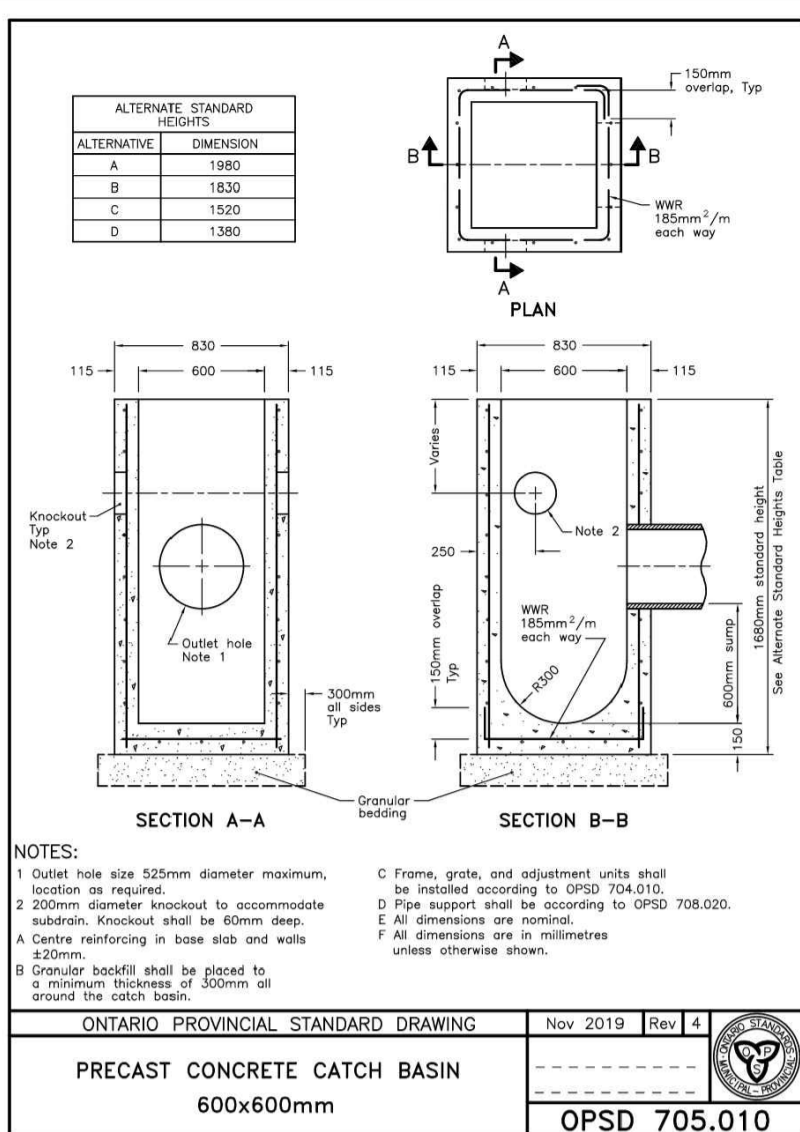 ALTERNATE STANDARD
HEIGHTS
ALTERNATIVE DIMENSION
A 1980
B 1830
C 1520
D 1380
A
150mm
overlap, Typ
B B
WWR
185mm²/m
each way
A
PLAN
830
115 600 115
Knockout
Typ
Note 2
Outlet hole
Note 1
300mm
all sides
Typ
SECTION A–A
830
115 600 115
Varies
Note 2
250
WWR
185mm²/m
each way
150mm overlap
Typ
R300
600mm sump
150
1680mm standard height
See Alternate Standard Heights Table
Granular
bedding
SECTION B–B
NOTES:
1 Outlet hole size 525mm diameter maximum,
location as required.
2 200mm diameter knockout to accommodate
subdrain. Knockout shall be 60mm deep.
A Centre reinforcing in base slab and walls
±20mm.
B Granular backfill shall be placed to
a minimum thickness of 300mm all
around the catch basin.
C Frame, grate, and adjustment units shall
be installed according to OPSD 704.010.
D Pipe support shall be according to OPSD 708.020.
E All dimensions are nominal.
F All dimensions are in millimetres
unless otherwise shown.
ONTARIO PROVINCIAL STANDARD DRAWING
Nov 2019 Rev 4
PRECAST CONCRETE CATCH BASIN
600x600mm
ONTARIO STANDARDS
MUNICIPAL – PROVINCIAL
O P
S
OPSD 705.010